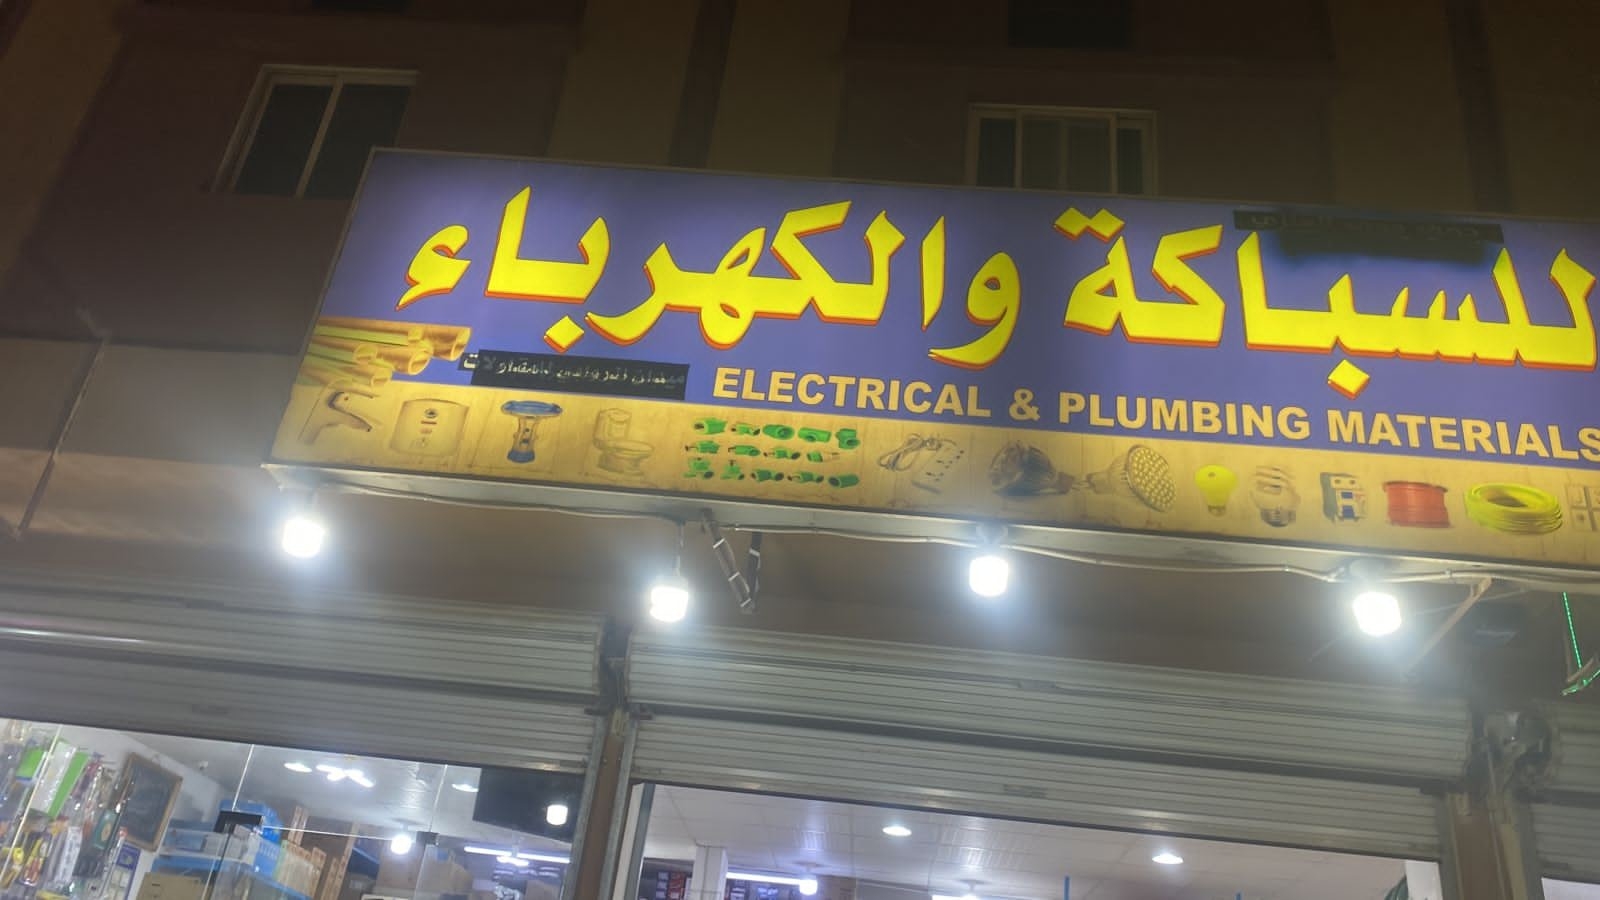 للسباكة والكهرباء
ELECTRICAL & PLUMBING MATERIALS